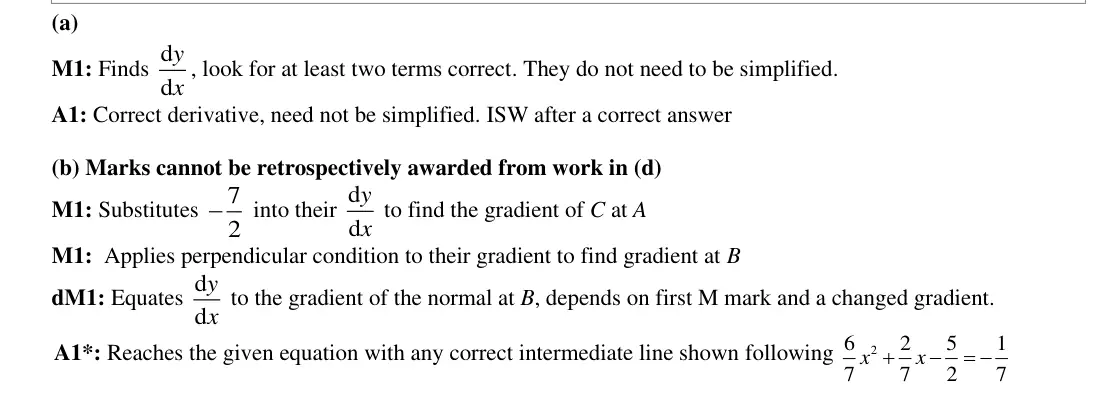 (a)
M1: Finds dy/dx, look for at least two terms correct. They do not need to be simplified.
A1: Correct derivative, need not be simplified. ISW after a correct answer
(b) Marks cannot be retrospectively awarded from work in (d)
M1: Substitutes −7/2 into their dy/dx to find the gradient of C at A
M1: Applies perpendicular condition to their gradient to find gradient at B
dM1: Equates dy/dx to the gradient of the normal at B, depends on first M mark and a changed gradient.
A1*: Reaches the given equation with any correct intermediate line shown following 6/7 x² + 2/7 x − 5/2 = −1/7